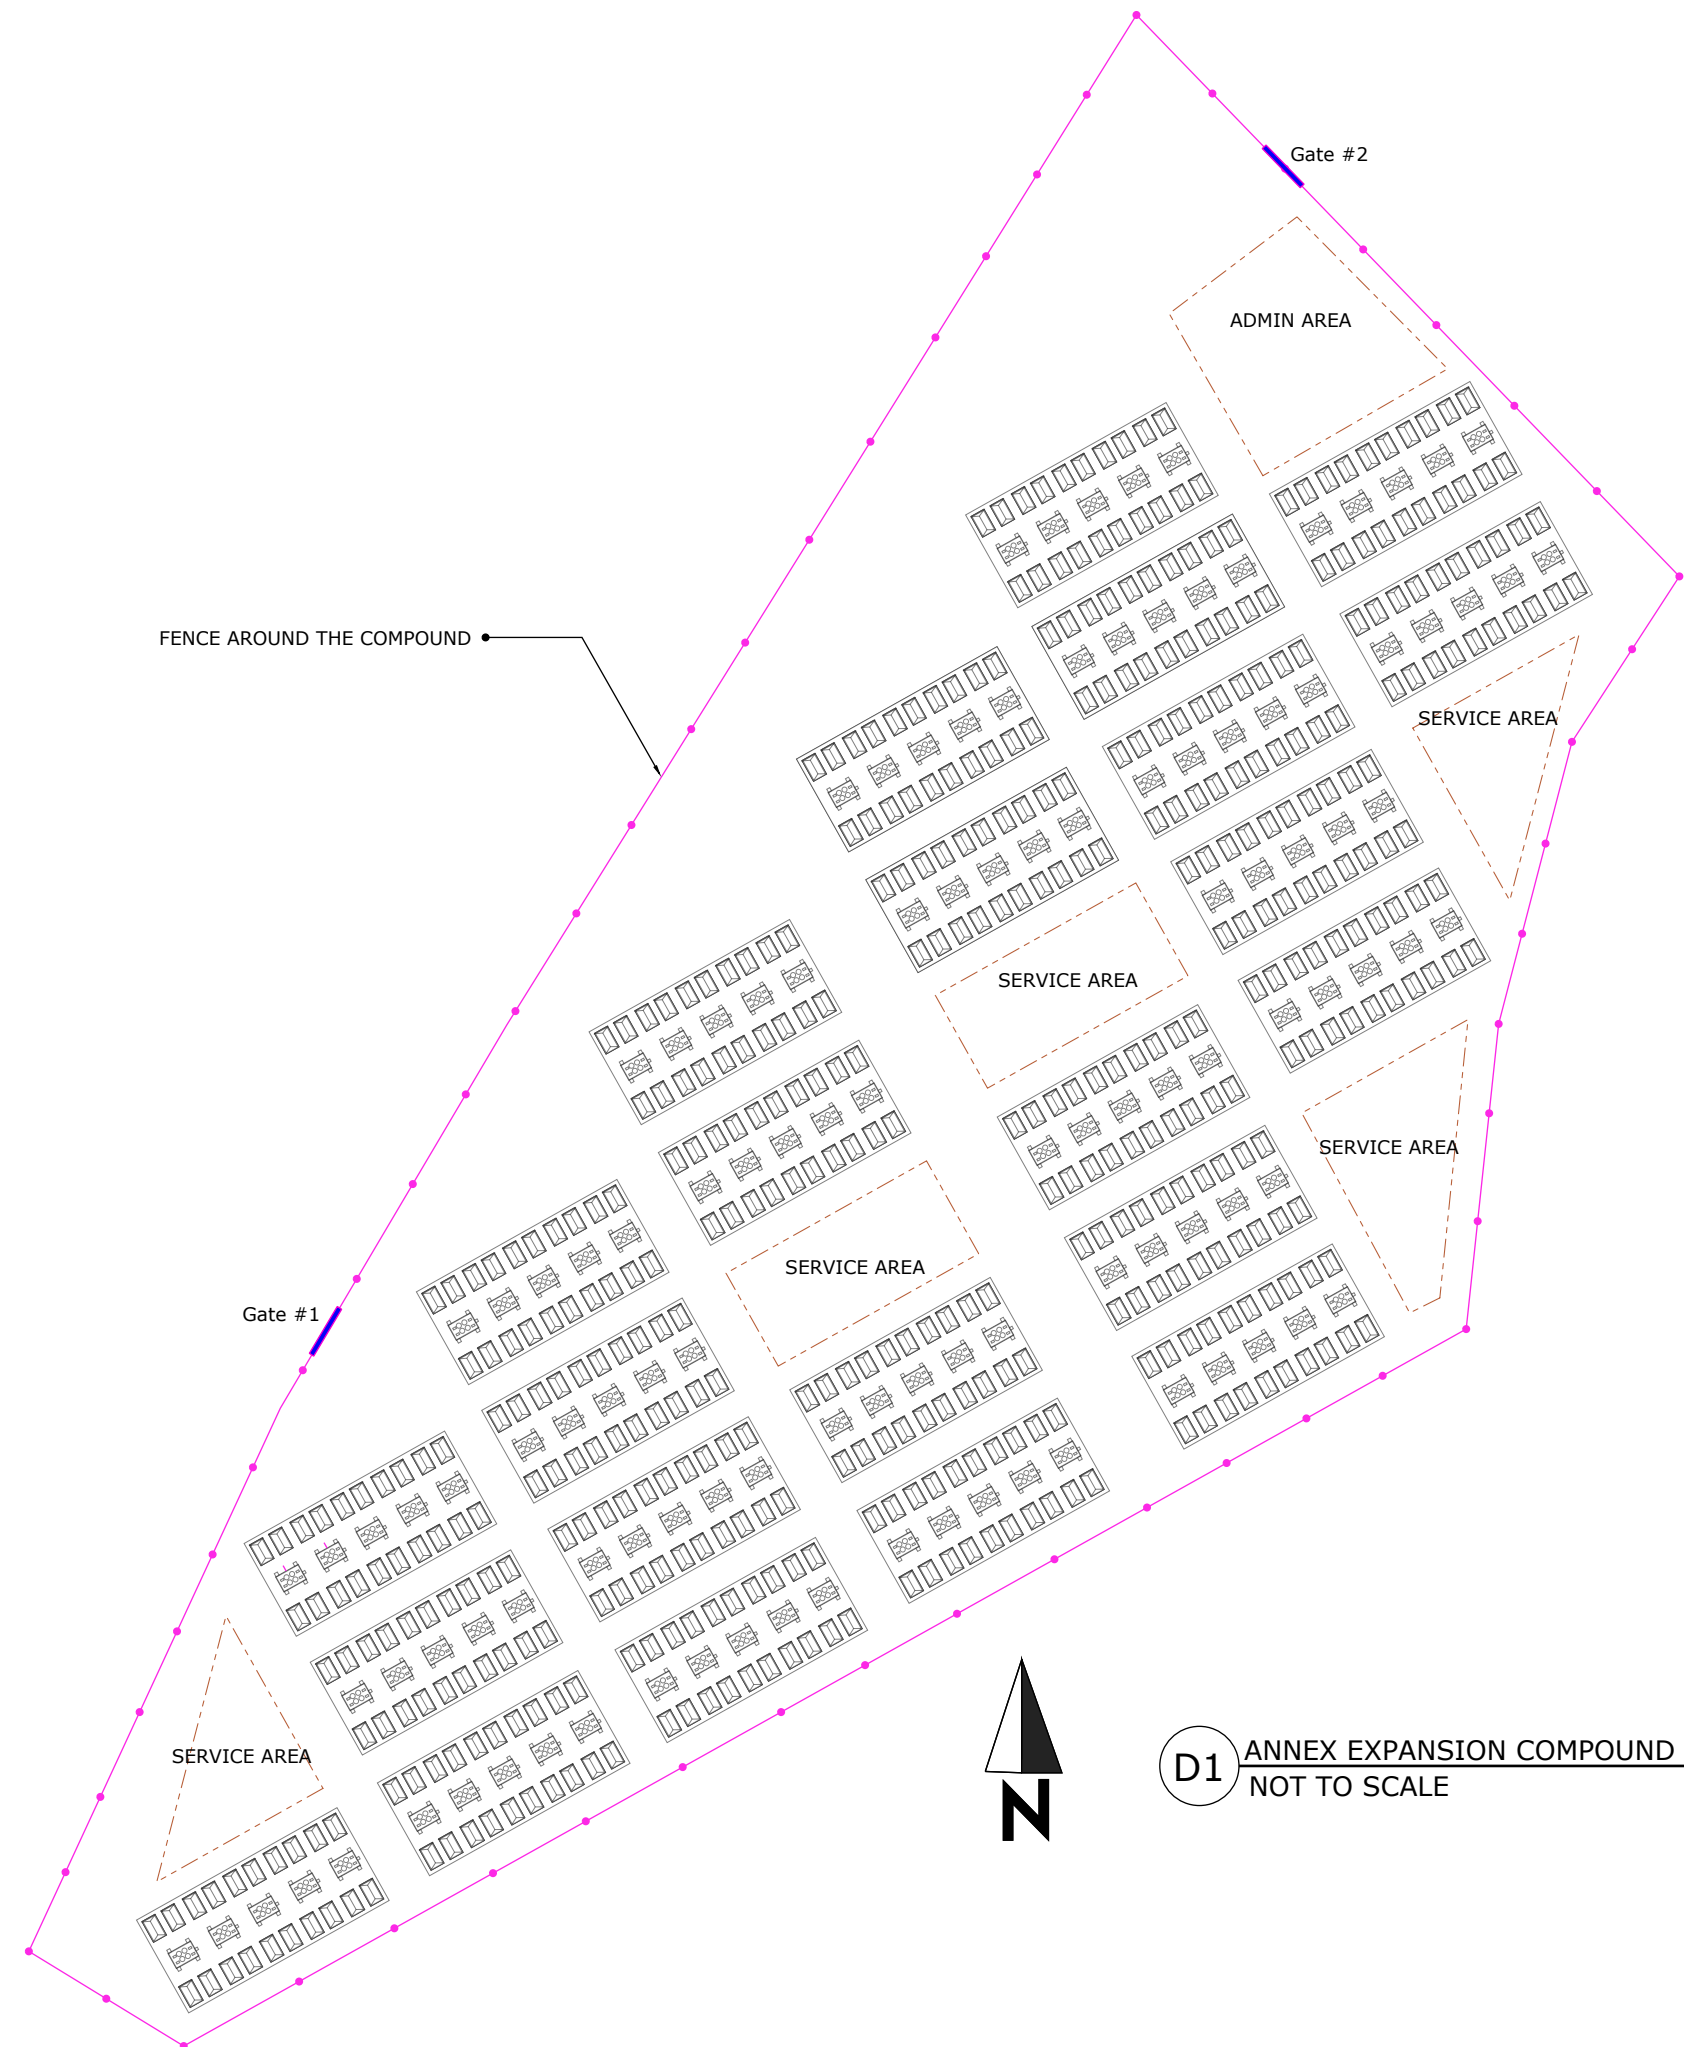 Gate #2
ADMIN AREA
FENCE AROUND THE COMPOUND
SERVICE AREA
SERVICE AREA
SERVICE AREA
SERVICE AREA
Gate #1
SERVICE AREA
N
D1
ANNEX EXPANSION COMPOUND
NOT TO SCALE